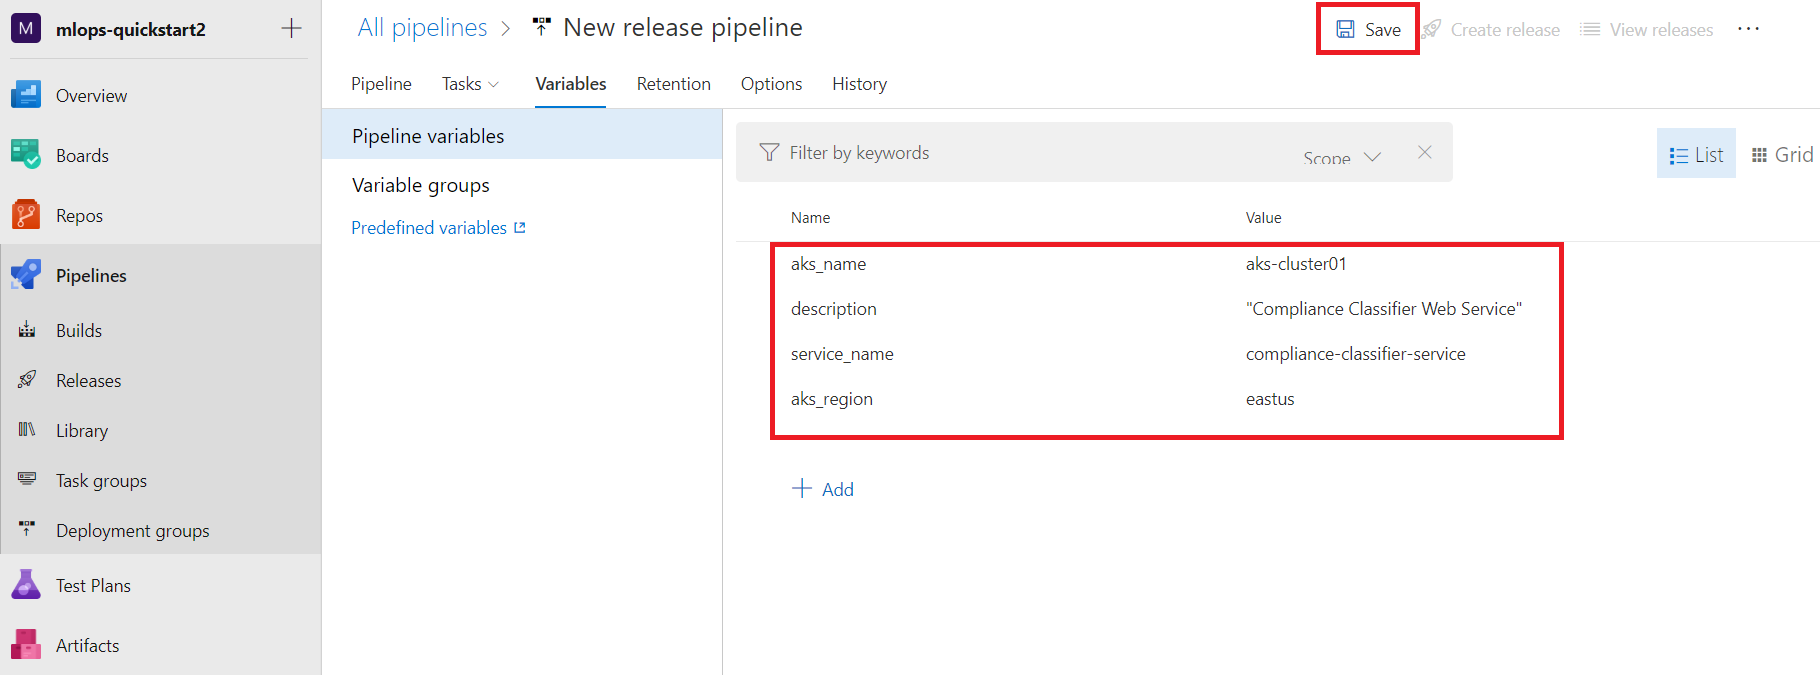 M mlops-quickstart2
Overview
Boards
Repos
Pipelines
Builds
Releases
Library
Task groups
Deployment groups
Test Plans
Artifacts
All pipelines > New release pipeline
Save Create release View releases ...
Pipeline Tasks Variables Retention Options History
Pipeline variables
Variable groups
Predefined variables
Filter by keywords Scope
List Grid
Name Value
aks_name aks-cluster01
description "Compliance Classifier Web Service"
service_name compliance-classifier-service
aks_region eastus
+ Add